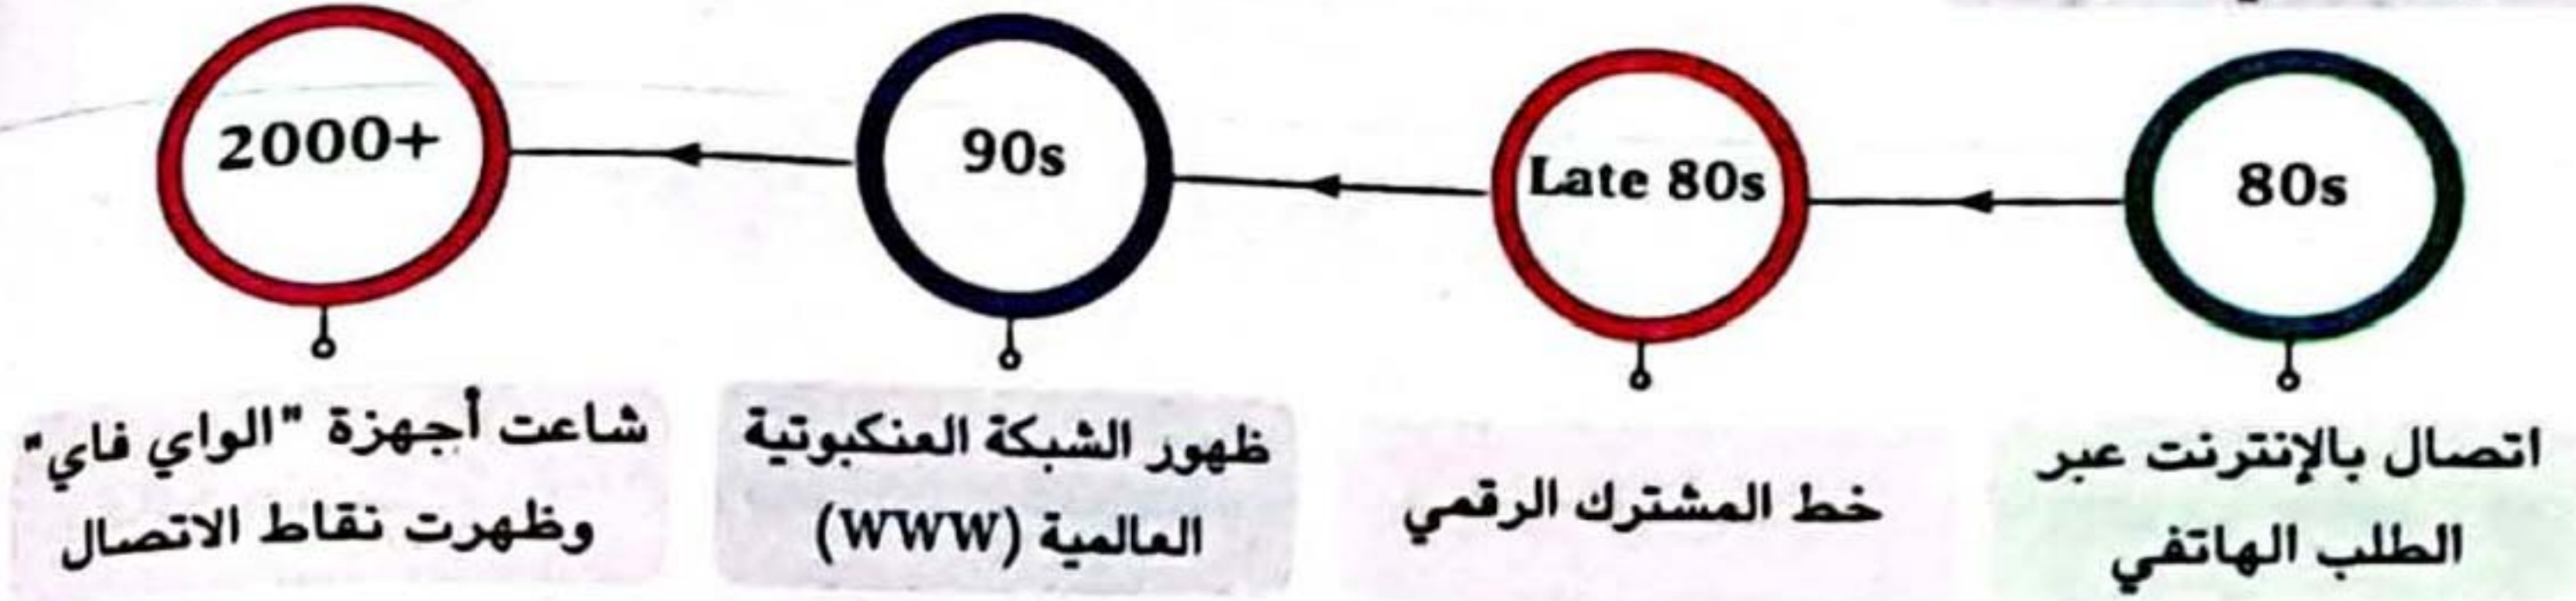 80s
Late 80s
90s
2000+
اتصال بالإنترنت عبر
الطلب الهاتفي
خط المشترك الرقمي
ظهور الشبكة العنكبوتية
العالمية (WWW)
شاعت أجهزة "الواي فاي"
وظهرت نقاط الاتصال